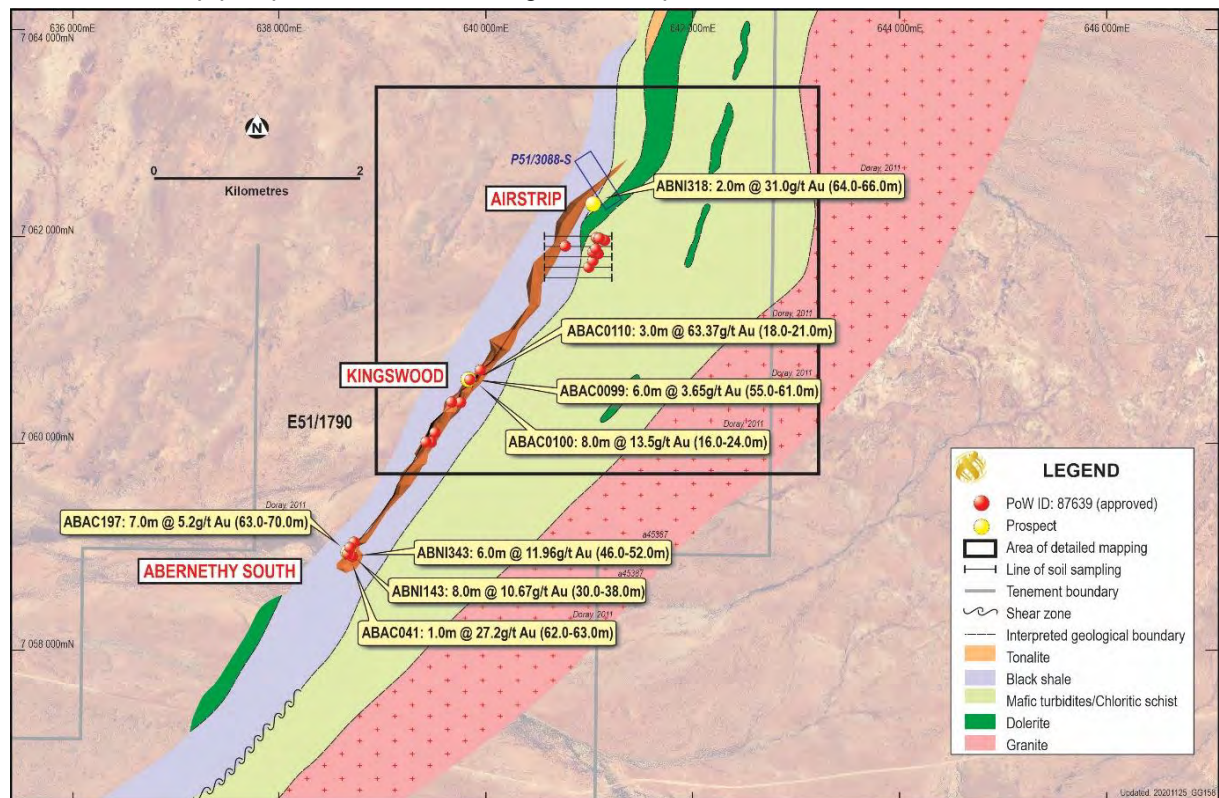 636 000mE
638 000mE
640 000mE
642 000mE
644 000mE
646 000mE
7 064 000mN
N
0
2
Kilometres
P51/3088-S
Doray, 2011
AIRSTRIP
ABNI318: 2.0m @ 31.0g/t Au (64.0-66.0m)
7 062 000mN
Doray, 2011
ABAC0110: 3.0m @ 63.37g/t Au (18.0-21.0m)
KINGSWOOD
Doray, 2011
ABAC0099: 6.0m @ 3.65g/t Au (55.0-61.0m)
E51/1790
Doray, 2011
ABAC0100: 8.0m @ 13.5g/t Au (16.0-24.0m)
7 060 000mN
Doray, 2011
ABAC197: 7.0m @ 5.2g/t Au (63.0-70.0m)
a45367
ABNI343: 6.0m @ 11.96g/t Au (46.0-52.0m)
ABERNETHY SOUTH
a45367
ABNI143: 8.0m @ 10.67g/t Au (30.0-38.0m)
Doray, 2011
ABAC041: 1.0m @ 27.2g/t Au (62.0-63.0m)
7 058 000mN
LEGEND
PoW ID: 87639 (approved)
Prospect
Area of detailed mapping
Line of soil sampling
Tenement boundary
Shear zone
Interpreted geological boundary
Tonalite
Black shale
Mafic turbidites/Chloritic schist
Dolerite
Granite
Updated: 20201125_GG156